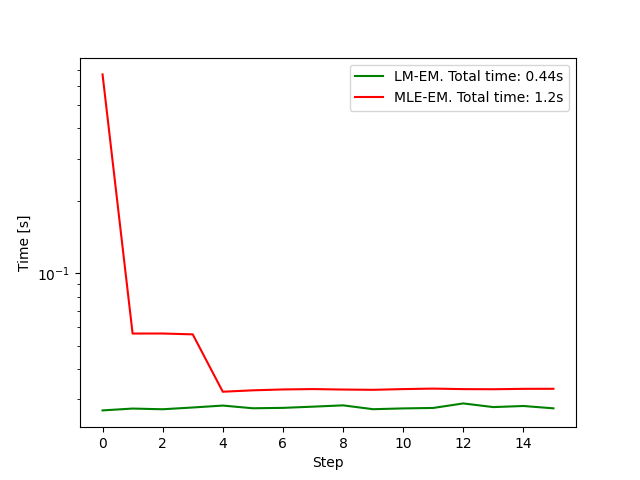 LM-EM. Total time: 0.44s
MLE-EM. Total time: 1.2s
Time [s]
10⁻¹
0 2 4 6 8 10 12 14
Step